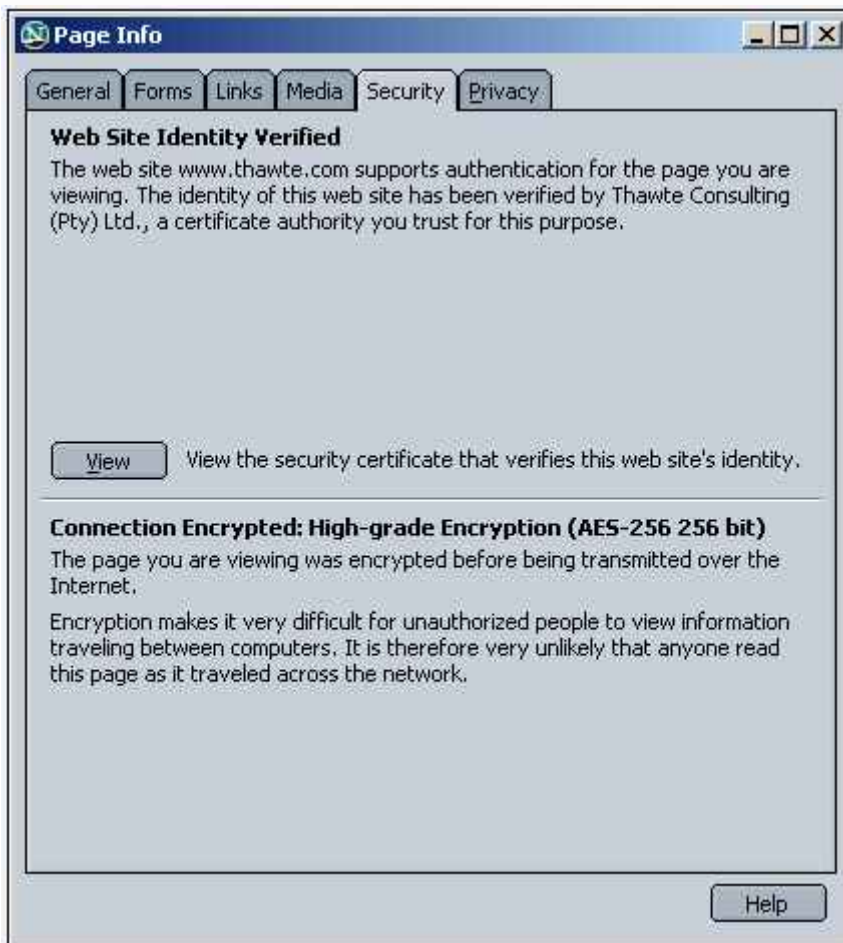 Page Info
General Forms Links Media Security Privacy
Web Site Identity Verified
The web site www.thawte.com supports authentication for the page you are
viewing. The identity of this web site has been verified by Thawte Consulting
(Pty) Ltd., a certificate authority you trust for this purpose.
View View the security certificate that verifies this web site's identity.
Connection Encrypted: High-grade Encryption (AES-256 256 bit)
The page you are viewing was encrypted before being transmitted over the
Internet.
Encryption makes it very difficult for unauthorized people to view information
traveling between computers. It is therefore very unlikely that anyone read
this page as it traveled across the network.
Help